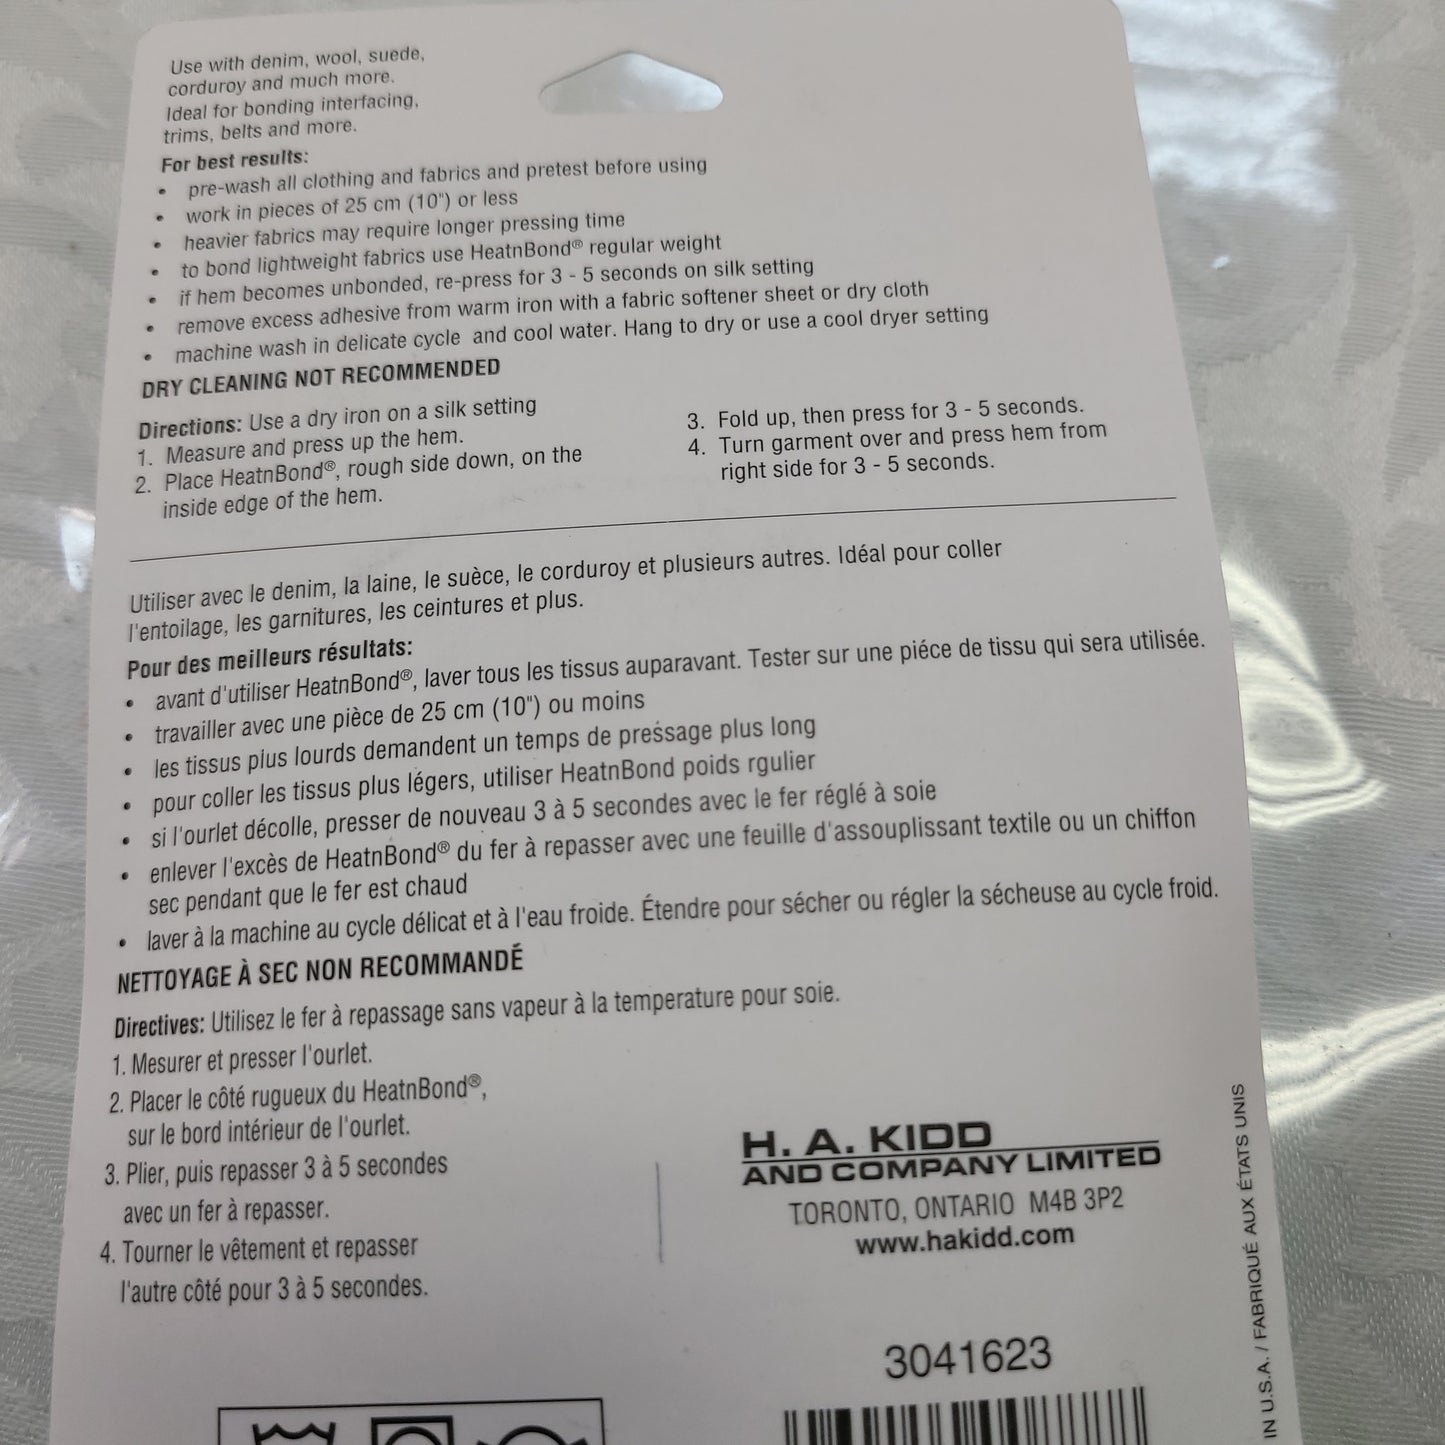 Use with denim, wool, suede,
corduroy and much more.
Ideal for bonding interfacing,
trims, belts and more.
For best results:
• pre-wash all clothing and fabrics and pretest before using
• work in pieces of 25 cm (10") or less
• heavier fabrics may require longer pressing time
• to bond lightweight fabrics use HeatnBond® regular weight
• if hem becomes unbonded, re-press for 3 - 5 seconds on silk setting
• remove excess adhesive from warm iron with a fabric softener sheet or dry cloth
• machine wash in delicate cycle and cool water. Hang to dry or use a cool dryer setting
DRY CLEANING NOT RECOMMENDED
Directions: Use a dry iron on a silk setting
1. Measure and press up the hem.
2. Place HeatnBond®, rough side down, on the
inside edge of the hem.
3. Fold up, then press for 3 - 5 seconds.
4. Turn garment over and press hem from
right side for 3 - 5 seconds.
Utiliser avec le denim, la laine, le suèce, le corduroy et plusieurs autres. Idéal pour coller
l'entoilage, les garnitures, les ceintures et plus.
Pour des meilleurs résultats:
• avant d'utiliser HeatnBond®, laver tous les tissus auparavant. Tester sur une piéce de tissu qui sera utilisée.
• travailler avec une pièce de 25 cm (10") ou moins
• les tissus plus lourds demandent un temps de pressage plus long
• pour coller les tissus plus légers, utiliser HeatnBond poids rgulier
• si l'ourlet décolle, presser de nouveau 3 à 5 secondes avec le fer réglé à soie
• enlever l'excès de HeatnBond® du fer à repasser avec une feuille d'assouplissant textile ou un chiffon
sec pendant que le fer est chaud
• laver à la machine au cycle délicat et à l'eau froide. Étendre pour sécher ou régler la sécheuse au cycle froid.
NETTOYAGE À SEC NON RECOMMANDÉ
Directives: Utilisez le fer à repassage sans vapeur à la temperature pour soie.
1. Mesurer et presser l'ourlet.
2. Placer le côté rugueux du HeatnBond®,
sur le bord intérieur de l'ourlet.
3. Plier, puis repasser 3 à 5 secondes
avec un fer à repasser.
4. Tourner le vêtement et repasser
l'autre côté pour 3 à 5 secondes.
H. A. KIDD
AND COMPANY LIMITED
TORONTO, ONTARIO M4B 3P2
www.hakidd.com
3041623
IN U.S.A. / FABRIQUÉ AUX ÉTATS UNIS